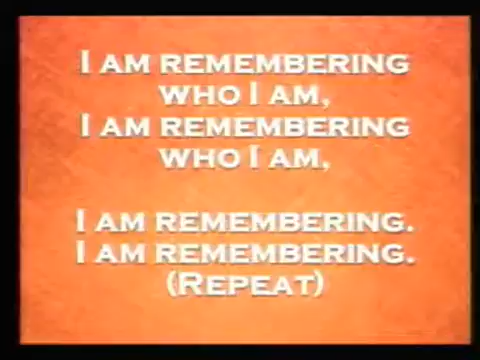 I AM REMEMBERING
WHO I AM,
I AM REMEMBERING
WHO I AM,
I AM REMEMBERING.
I AM REMEMBERING.
(REPEAT)